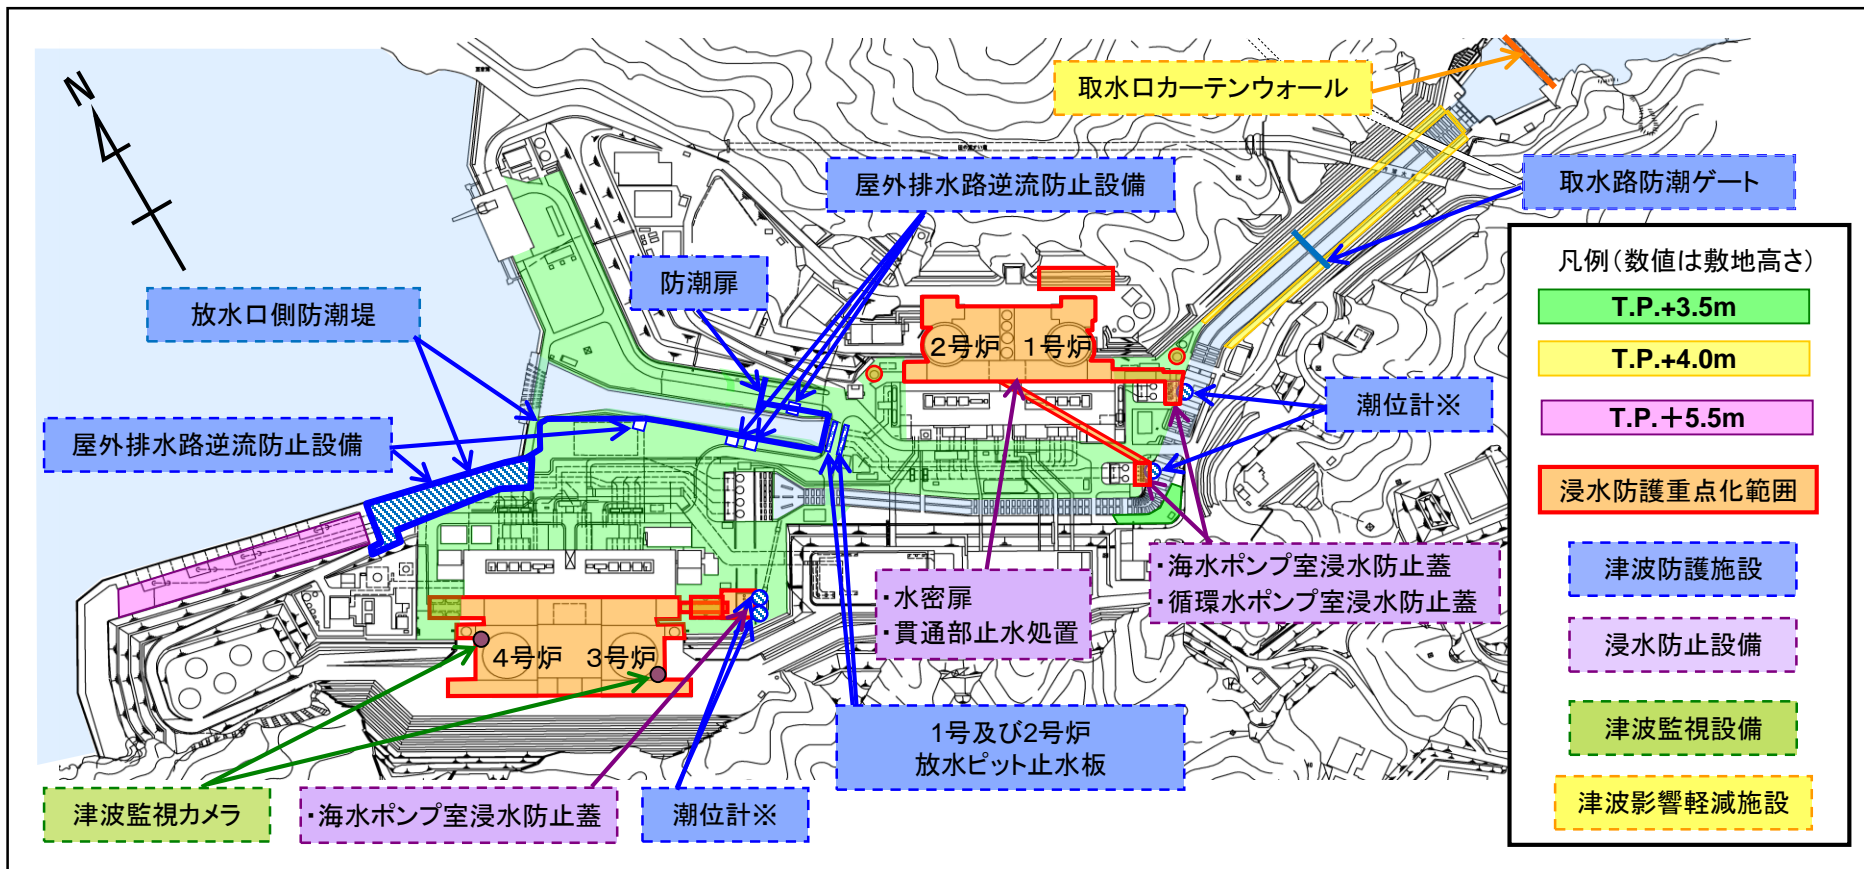 N
取水口カーテンウォール
屋外排水路逆流防止設備
取水路防潮ゲート
防潮扉
放水口側防潮堤
凡例(数値は敷地高さ)
T.P.+3.5m
T.P.+4.0m
T.P.+5.5m
浸水防護重点化範囲
津波防護施設
浸水防止設備
津波監視設備
津波影響軽減施設
2号炉
1号炉
潮位計※
屋外排水路逆流防止設備
・水密扉
・貫通部止水処置
・海水ポンプ室浸水防止蓋
・循環水ポンプ室浸水防止蓋
4号炉
3号炉
1号及び2号炉
放水ピット止水板
津波監視カメラ
・海水ポンプ室浸水防止蓋
潮位計※